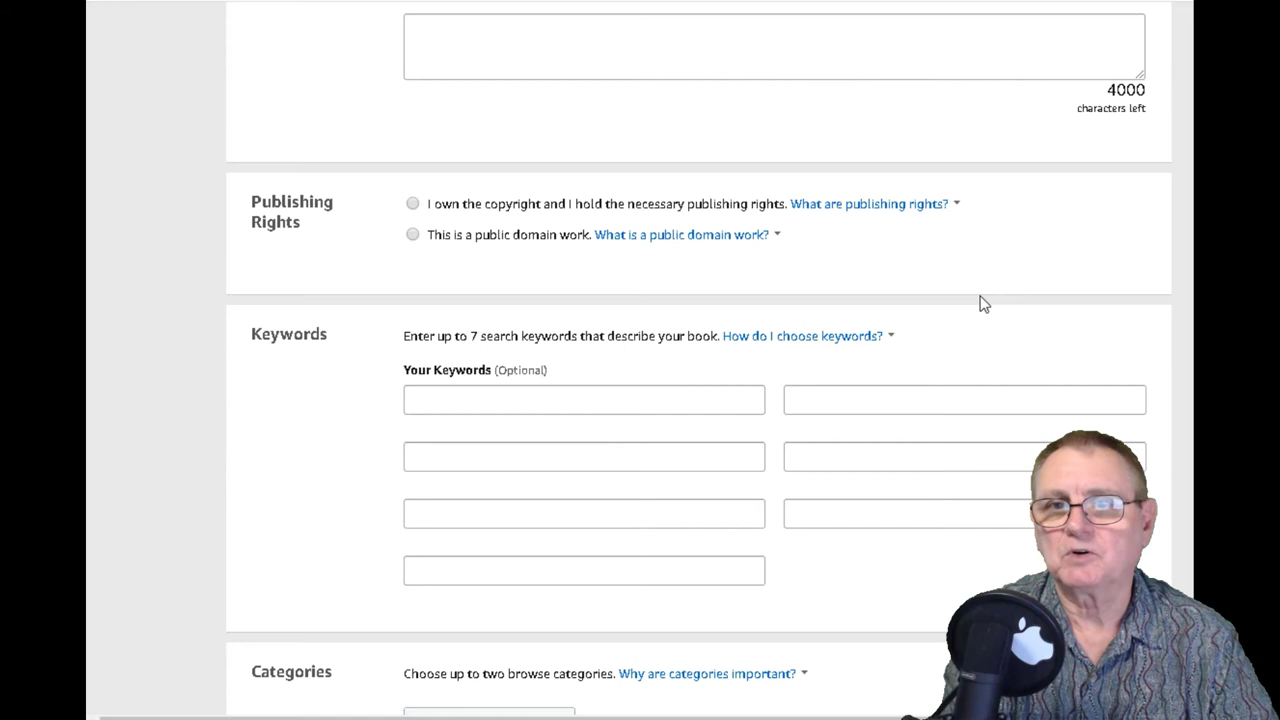 4000
characters left
Publishing Rights
I own the copyright and I hold the necessary publishing rights. What are publishing rights?
This is a public domain work. What is a public domain work?
Keywords
Enter up to 7 search keywords that describe your book. How do I choose keywords?
Your Keywords (Optional)
Categories
Choose up to two browse categories. Why are categories important?